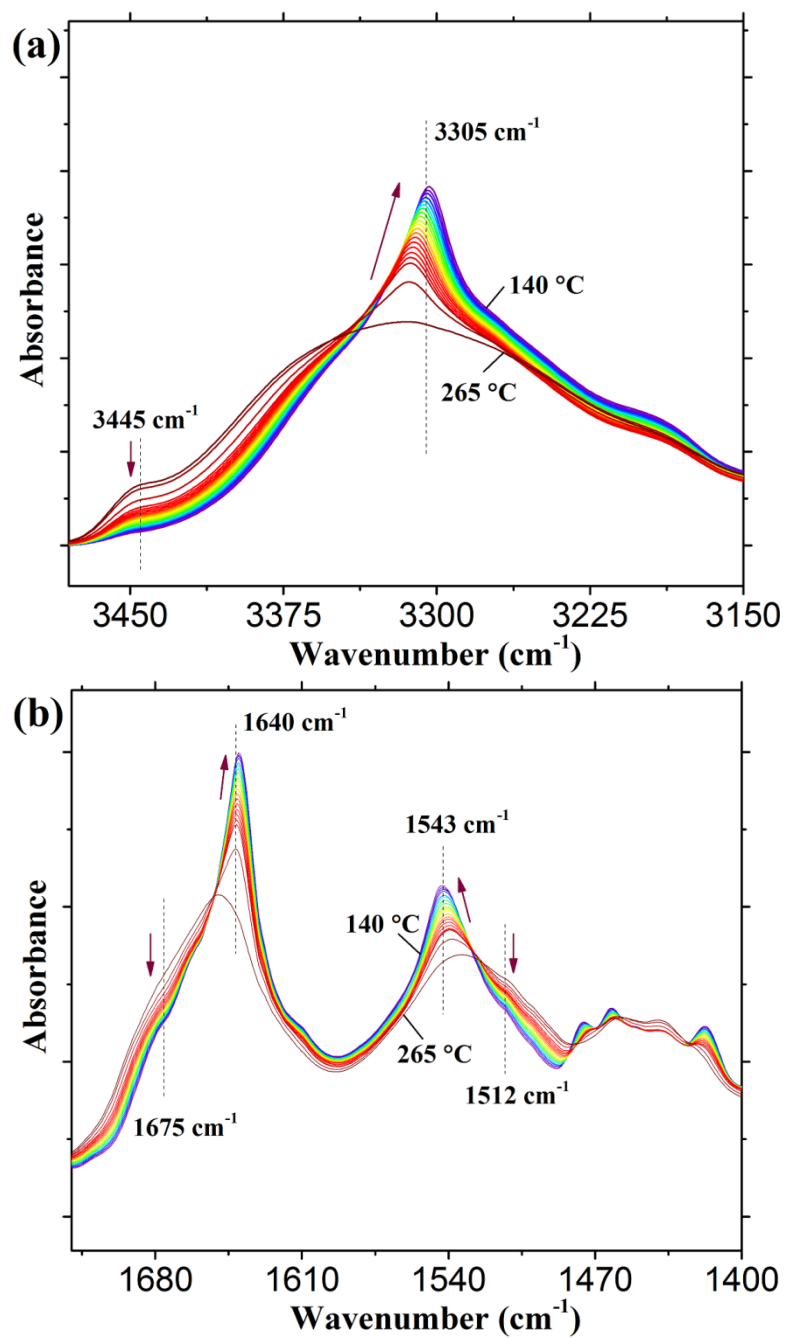 (a)
3305 cm⁻¹
140 °C
265 °C
3445 cm⁻¹
Absorbance
3450 3375 3300 3225 3150
Wavenumber (cm⁻¹)
(b)
1640 cm⁻¹
1543 cm⁻¹
140 °C
265 °C
1512 cm⁻¹
1675 cm⁻¹
Absorbance
1680 1610 1540 1470 1400
Wavenumber (cm⁻¹)